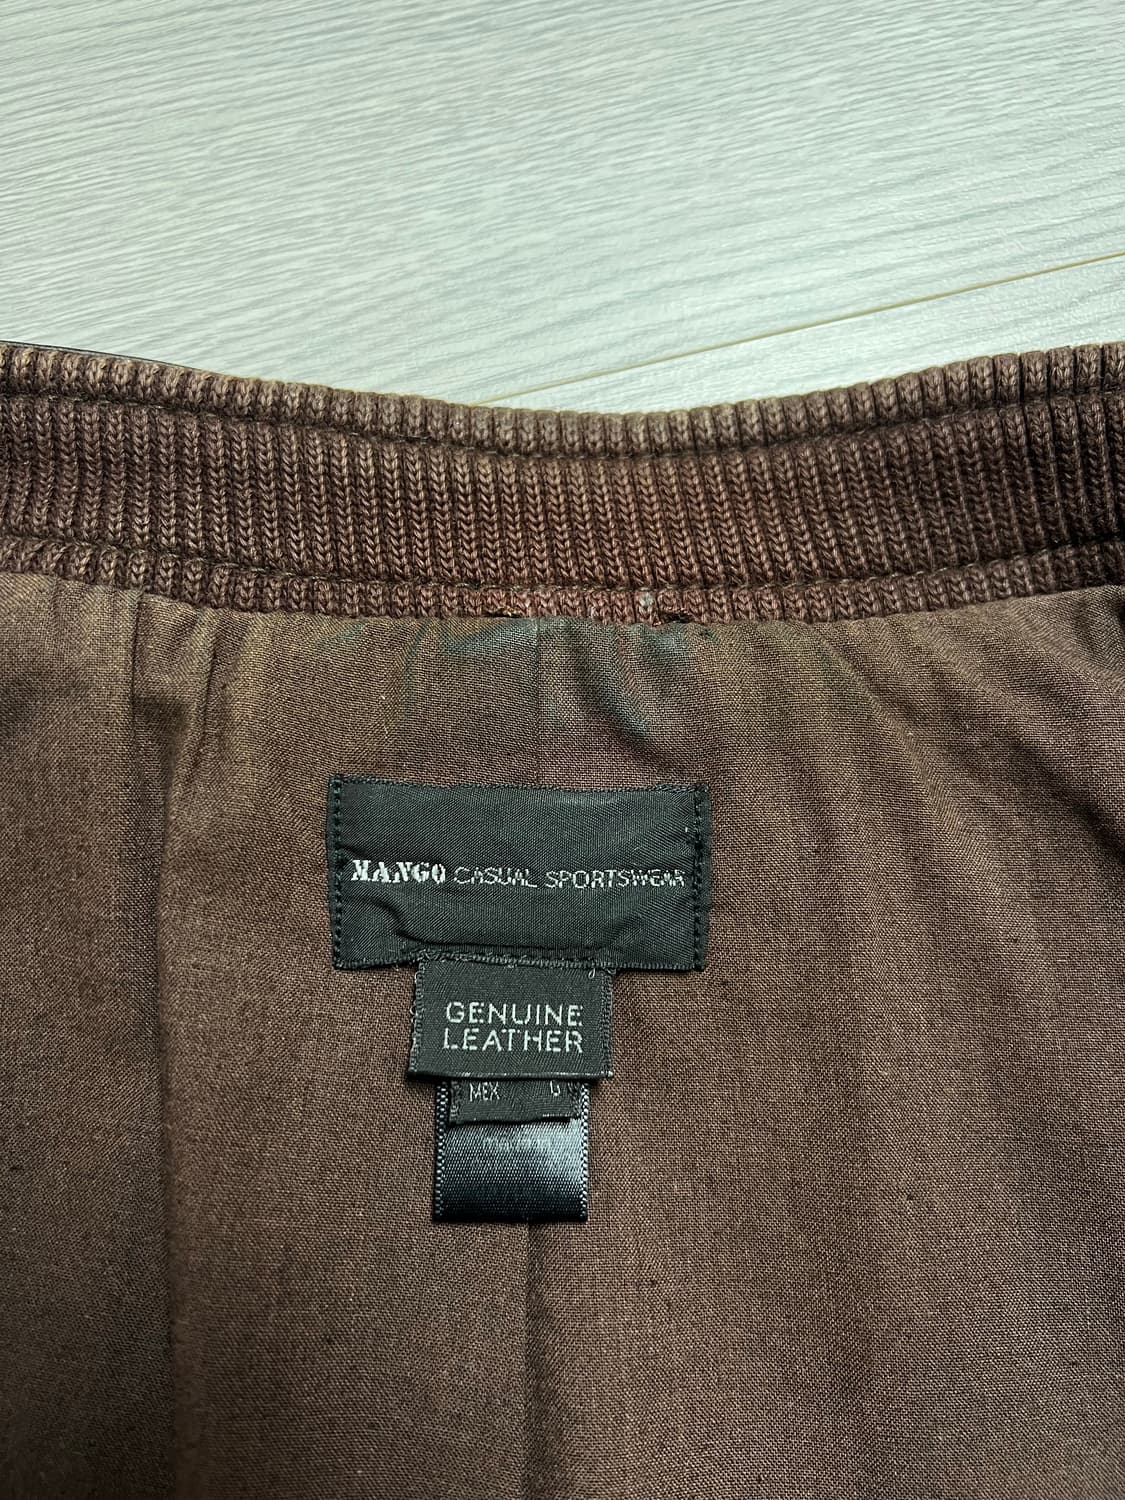 MANGO CASUAL SPORTSWEAR
GENUINE
LEATHER
MEX G